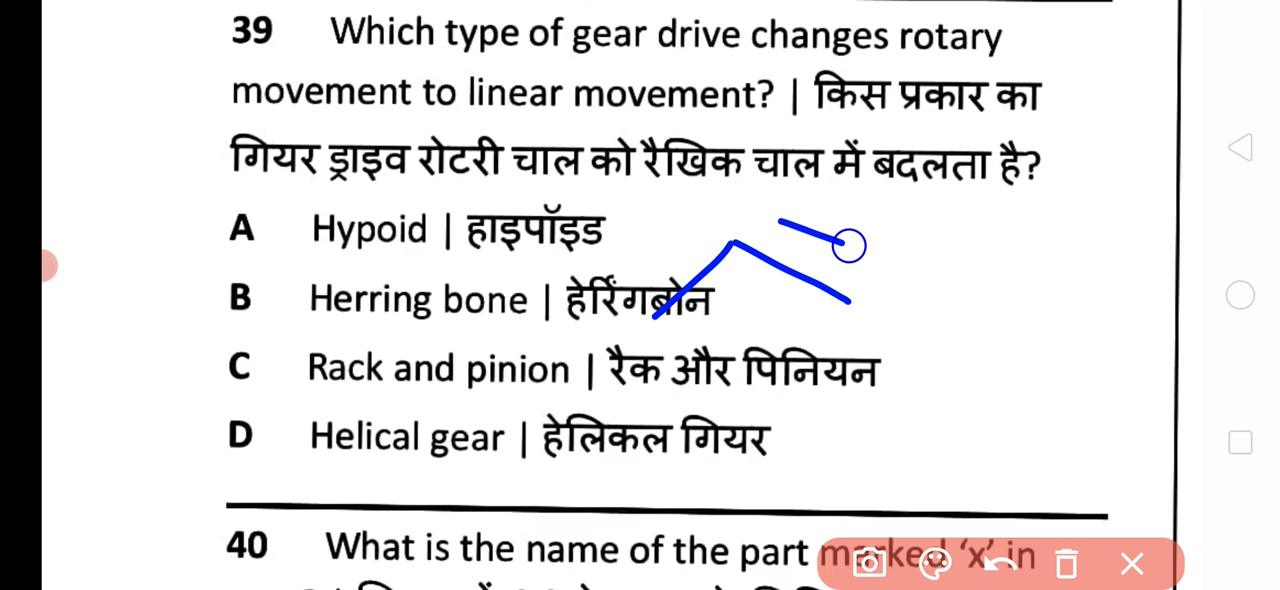 39 Which type of gear drive changes rotary
movement to linear movement? | किस प्रकार का
गियर ड्राइव रोटरी चाल को रैखिक चाल में बदलता है?
A Hypoid | हाइपॉइड
B Herring bone | हेरिंगबोन
C Rack and pinion | रैक और पिनियन
D Helical gear | हेलिकल गियर
40 What is the name of the part marked ‘x’ in